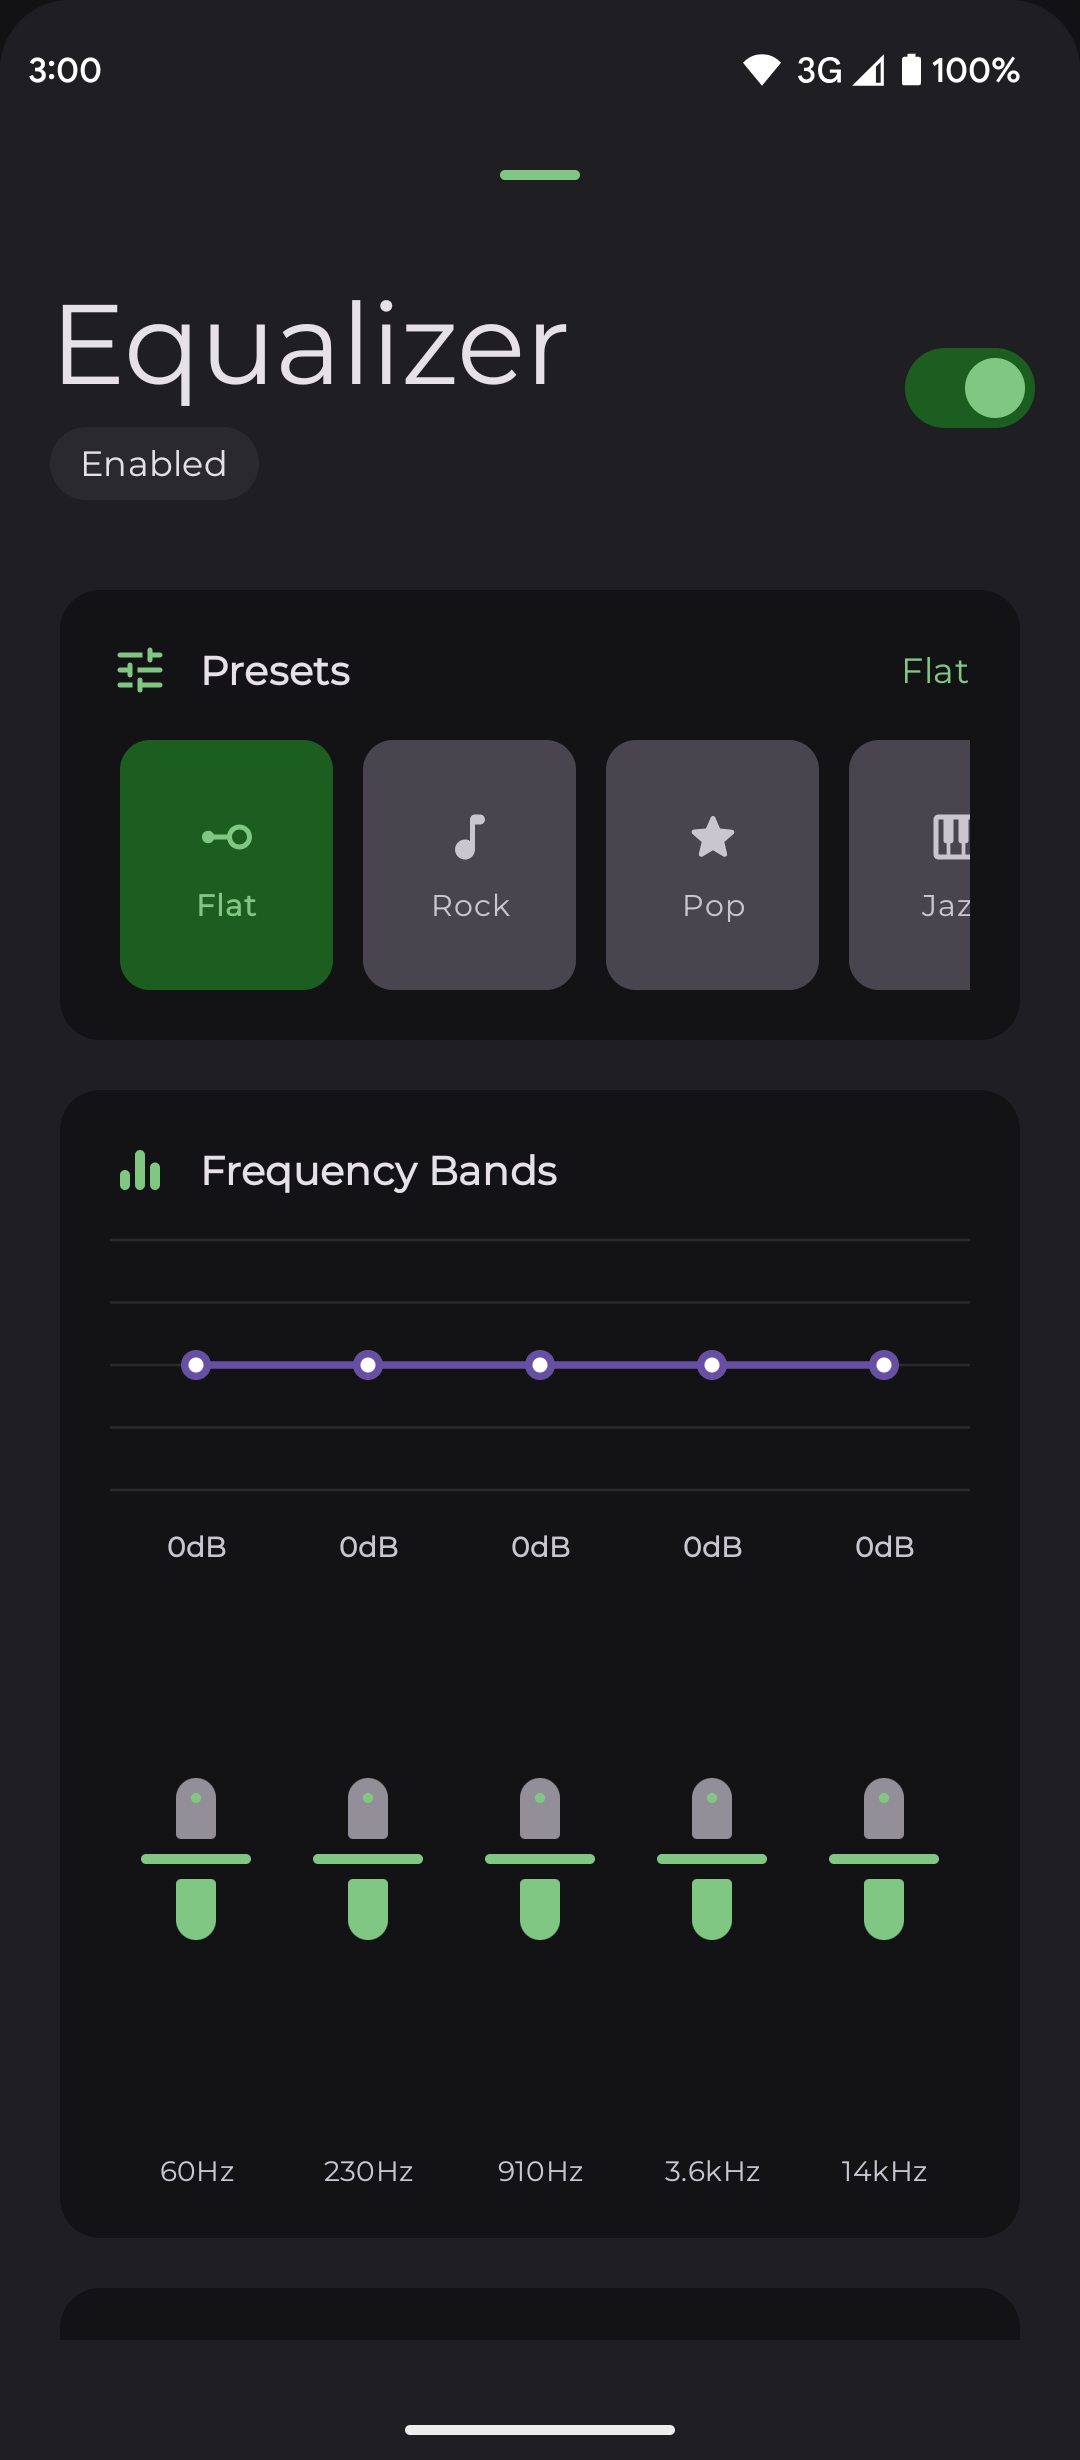 3:00 3G 100%
Equalizer
Enabled
Presets Flat
Flat Rock Pop Jaz
Frequency Bands
0dB 0dB 0dB 0dB 0dB
60Hz 230Hz 910Hz 3.6kHz 14kHz